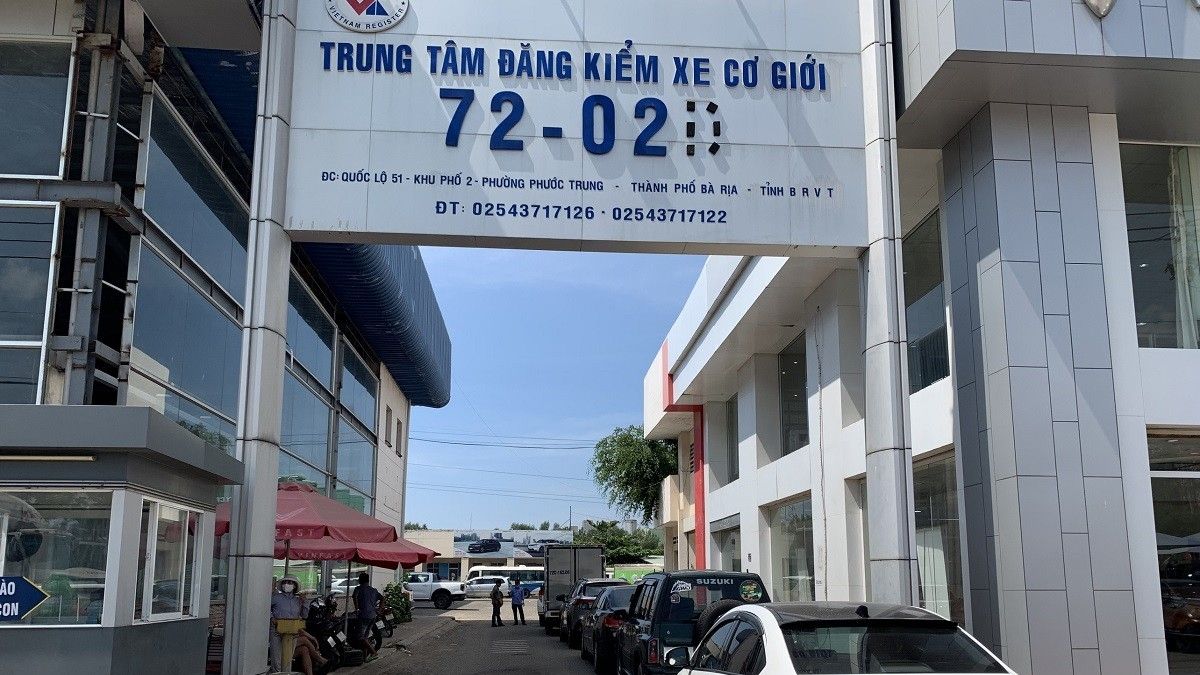 VIETNAM REGISTER
TRUNG TÂM ĐĂNG KIỂM XE CƠ GIỚI
72-02D
ĐC: QUỐC LỘ 51 - KHU PHỐ 2 - PHƯỜNG PHƯỚC TRUNG - THÀNH PHỐ BÀ RỊA - TỈNH B R V T
ĐT: 02543717126 - 02543717122
SUZUKI